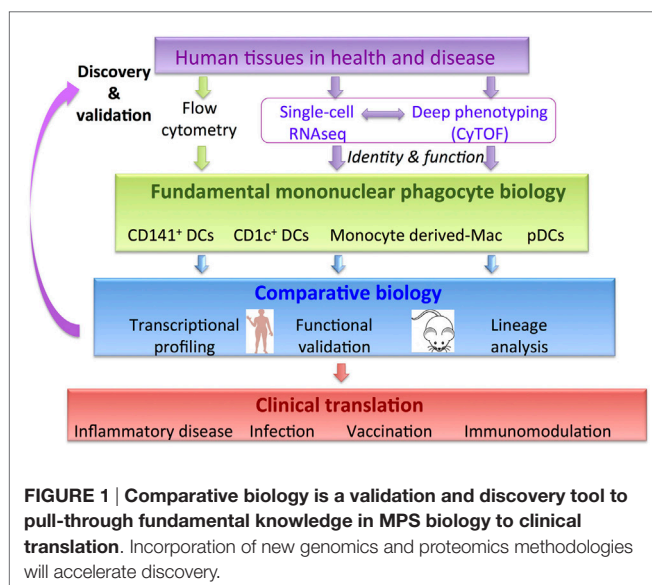 Human tissues in health and disease
Discovery
&
validation
Flow
cytometry
Single-cell
RNAseq
Deep phenotyping
(CyTOF)
Identity & function
Fundamental mononuclear phagocyte biology
CD141⁺ DCs CD1c⁺ DCs Monocyte derived-Mac pDCs
Comparative biology
Transcriptional
profiling
Functional
validation
Lineage
analysis
Clinical translation
Inflammatory disease Infection Vaccination Immunomodulation
FIGURE 1 | Comparative biology is a validation and discovery tool to
pull-through fundamental knowledge in MPS biology to clinical
translation. Incorporation of new genomics and proteomics methodologies
will accelerate discovery.